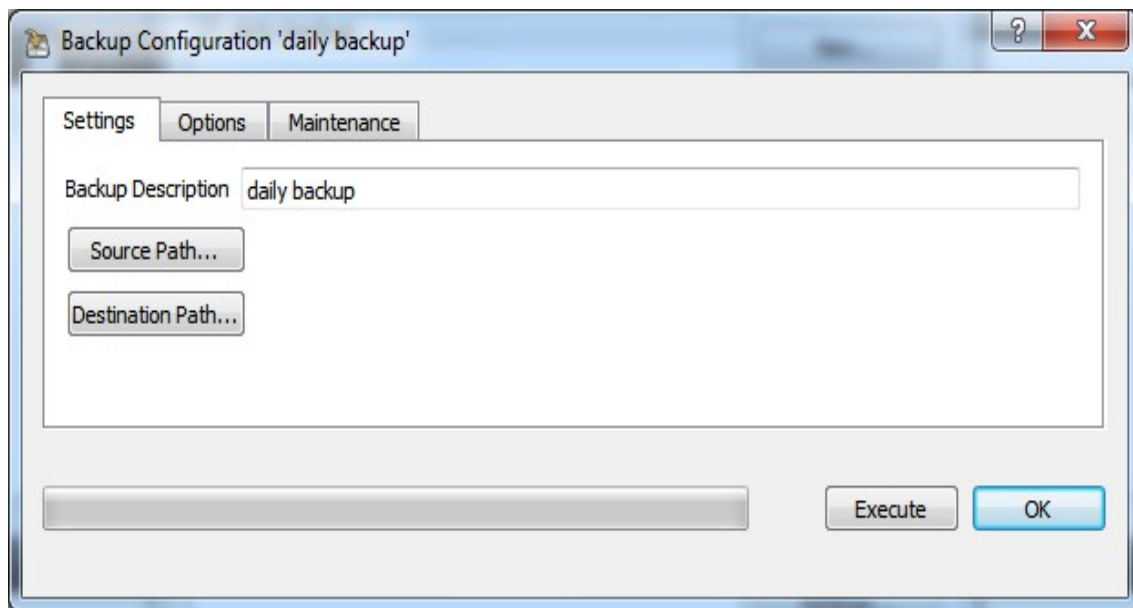 Backup Configuration 'daily backup'
?
X
Settings
Options
Maintenance
Backup Description
daily backup
Source Path...
Destination Path...
Execute
OK